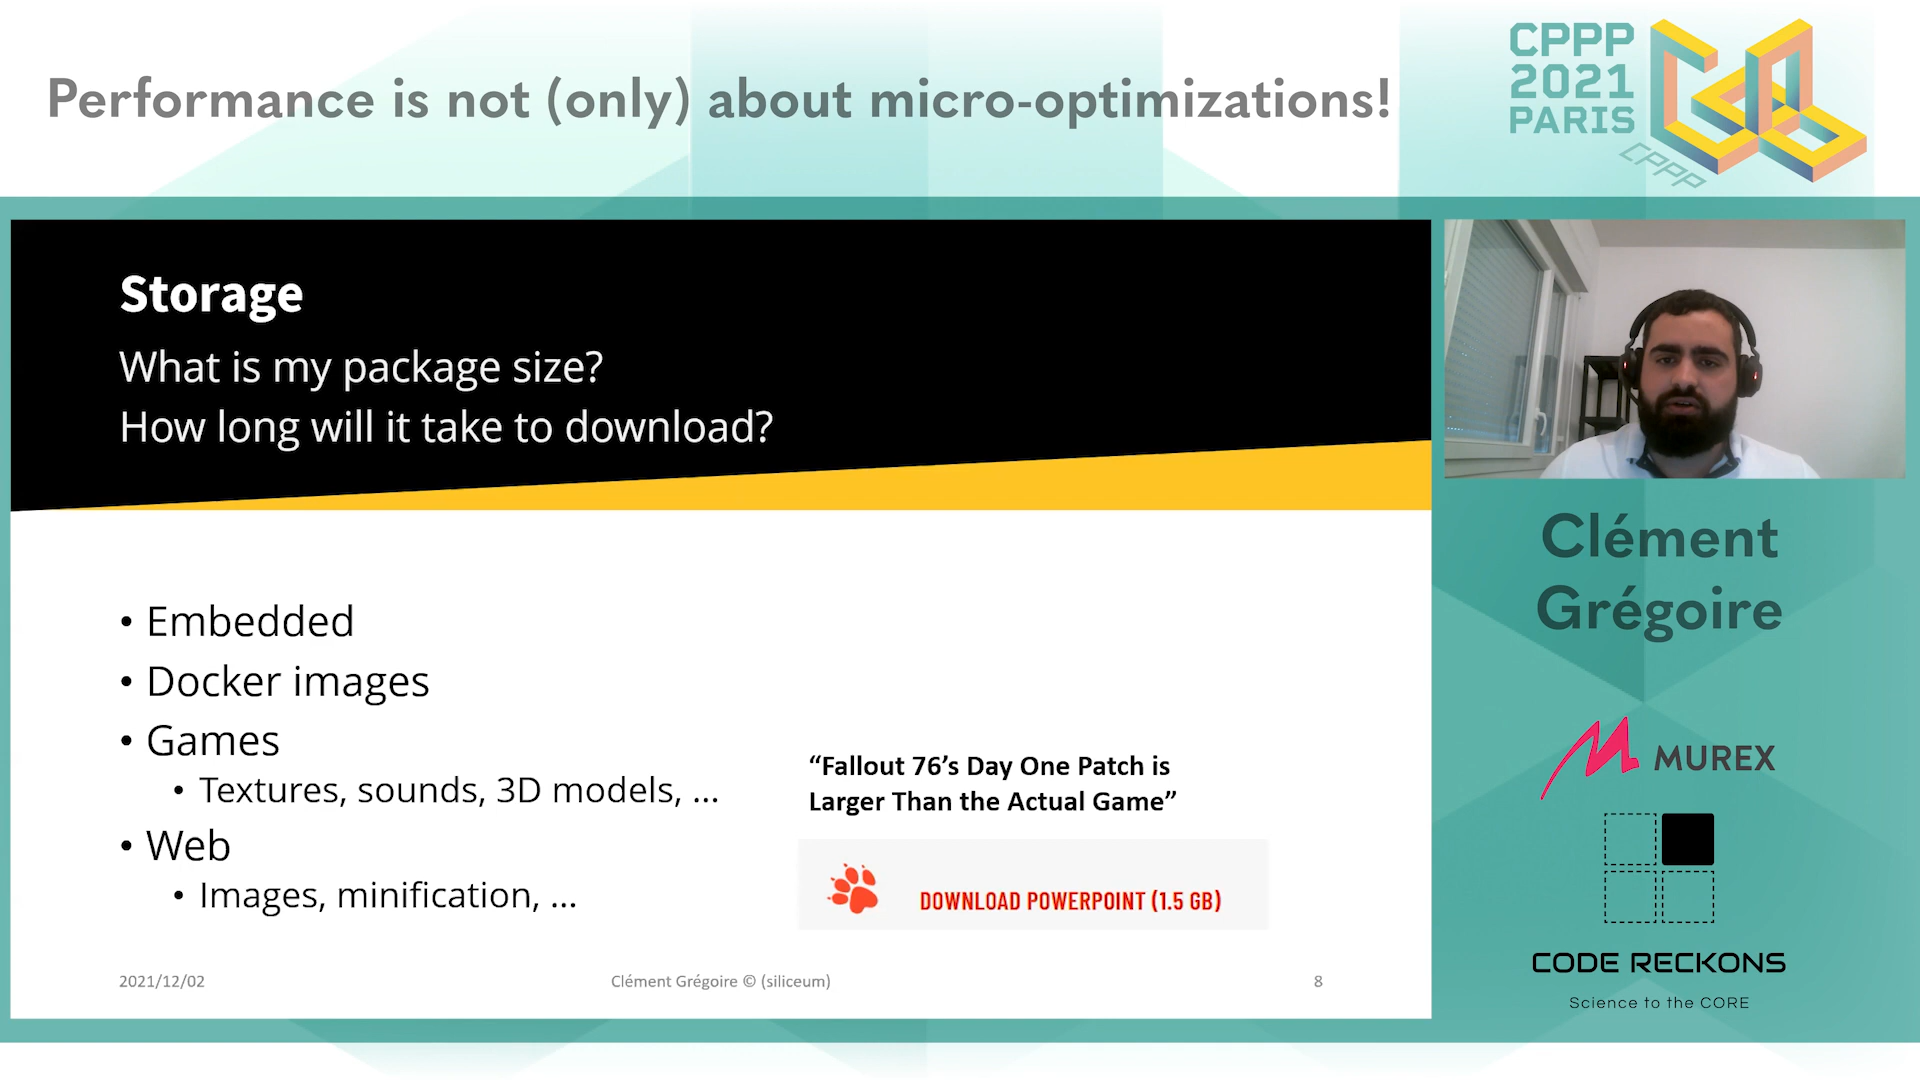 Performance is not (only) about micro-optimizations!
CPPP
2021
PARIS
CPPP
Storage
What is my package size?
How long will it take to download?
• Embedded
• Docker images
• Games
• Textures, sounds, 3D models, ...
• Web
• Images, minification, ...
“Fallout 76’s Day One Patch is
Larger Than the Actual Game”
DOWNLOAD POWERPOINT (1.5 GB)
2021/12/02
Clément Grégoire © (siliceum)
8
Clément
Grégoire
MUREX
CODE RECKONS
Science to the CORE